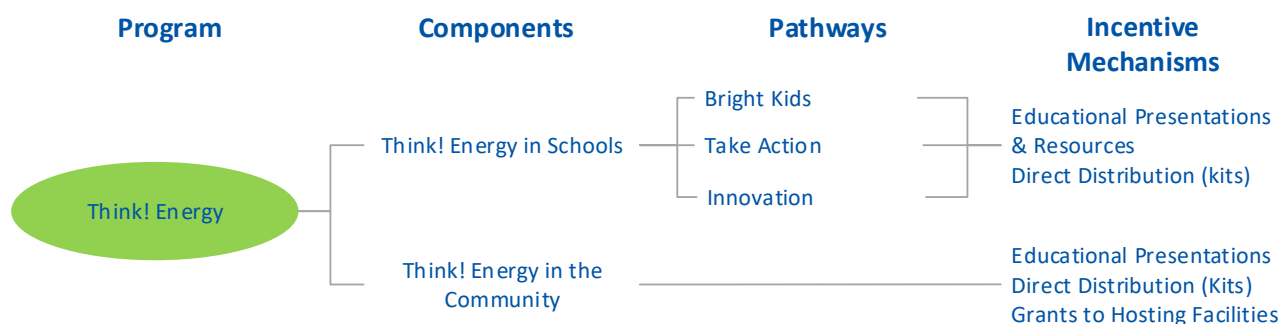 Program
Components
Pathways
Incentive
Mechanisms
Think! Energy
Think! Energy in Schools
Bright Kids
Take Action
Innovation
Educational Presentations
& Resources
Direct Distribution (kits)
Think! Energy in the
Community
Educational Presentations
Direct Distribution (Kits)
Grants to Hosting Facilities